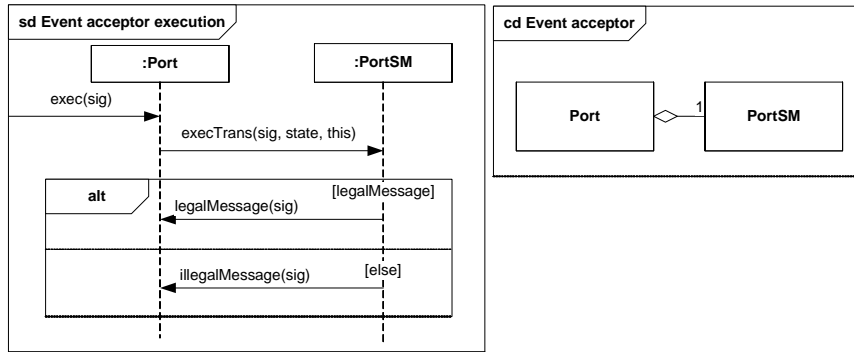 sd Event acceptor execution
:Port
:PortSM
exec(sig)
execTrans(sig, state, this)
alt
[legalMessage]
legalMessage(sig)
illegalMessage(sig)
[else]
cd Event acceptor
Port
1
PortSM